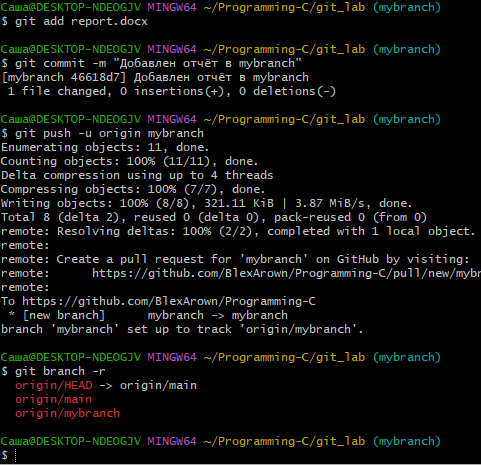 Саша@DESKTOP-NDEOGJV MINGW64 ~/Programming-C/git_lab (mybranch)
$ git add report.docx
Саша@DESKTOP-NDEOGJV MINGW64 ~/Programming-C/git_lab (mybranch)
$ git commit -m "Добавлен отчёт в mybranch"
[mybranch 46618d7] Добавлен отчёт в mybranch
 1 file changed, 0 insertions(+), 0 deletions(-)
Саша@DESKTOP-NDEOGJV MINGW64 ~/Programming-C/git_lab (mybranch)
$ git push -u origin mybranch
Enumerating objects: 11, done.
Counting objects: 100% (11/11), done.
Delta compression using up to 4 threads
Compressing objects: 100% (7/7), done.
Writing objects: 100% (8/8), 321.11 KiB | 3.87 MiB/s, done.
Total 8 (delta 2), reused 0 (delta 0), pack-reused 0 (from 0)
remote: Resolving deltas: 100% (2/2), completed with 1 local object.
remote:
remote: Create a pull request for 'mybranch' on GitHub by visiting:
remote:      https://github.com/BlexArown/Programming-C/pull/new/mybr
remote:
To https://github.com/BlexArown/Programming-C
 * [new branch]      mybranch -> mybranch
branch 'mybranch' set up to track 'origin/mybranch'.
Саша@DESKTOP-NDEOGJV MINGW64 ~/Programming-C/git_lab (mybranch)
$ git branch -r
  origin/HEAD -> origin/main
  origin/main
  origin/mybranch
Саша@DESKTOP-NDEOGJV MINGW64 ~/Programming-C/git_lab (mybranch)
$